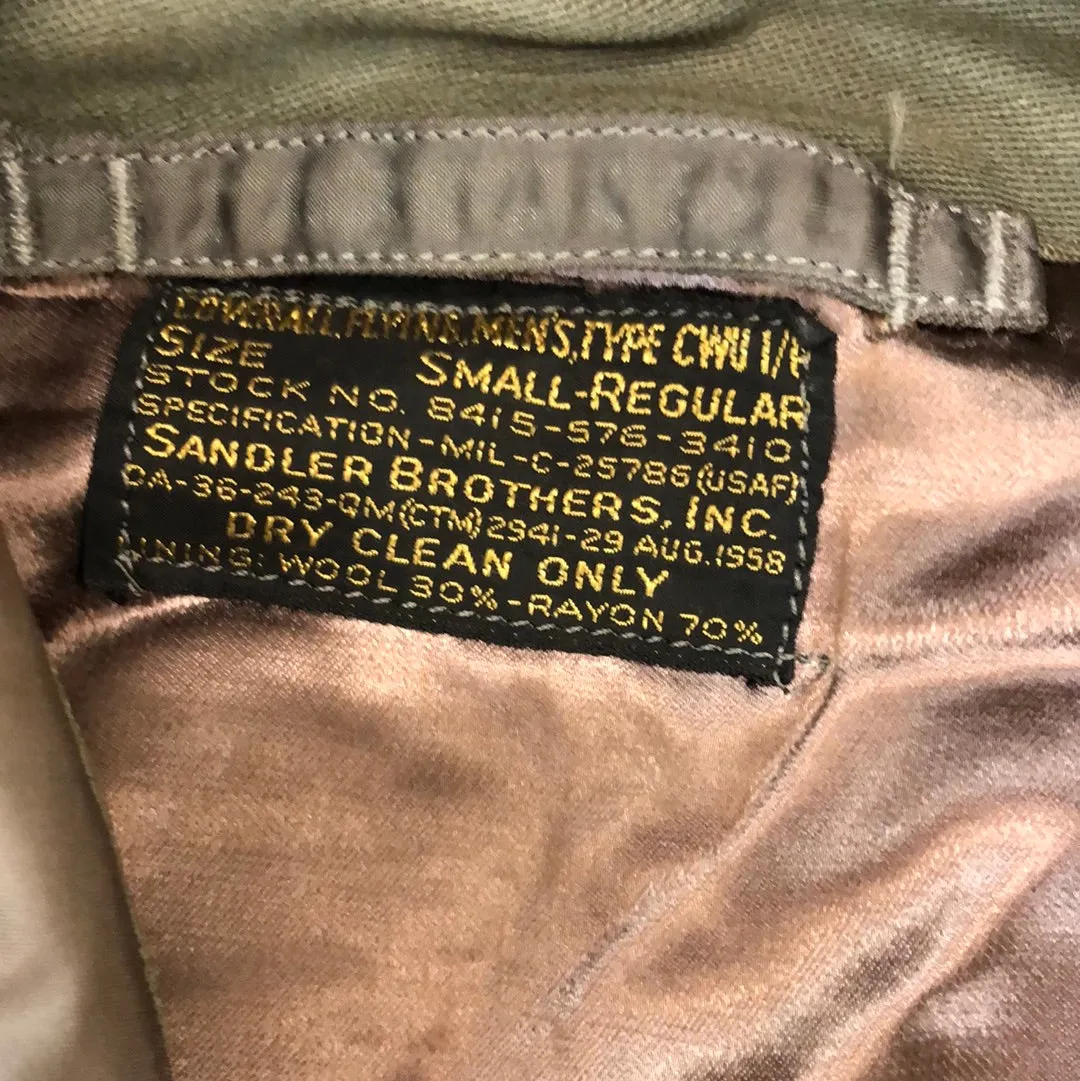 COVERALL, FLYING, MEN'S, TYPE CWU 1/P
SIZE SMALL-REGULAR
STOCK NO. 8415-576-3410
SPECIFICATION-MIL-C-25786(USAF)
SANDLER BROTHERS, INC.
DA-36-243-QM(CTM)2941-29 AUG.1958
DRY CLEAN ONLY
LINING: WOOL 30%-RAYON 70%